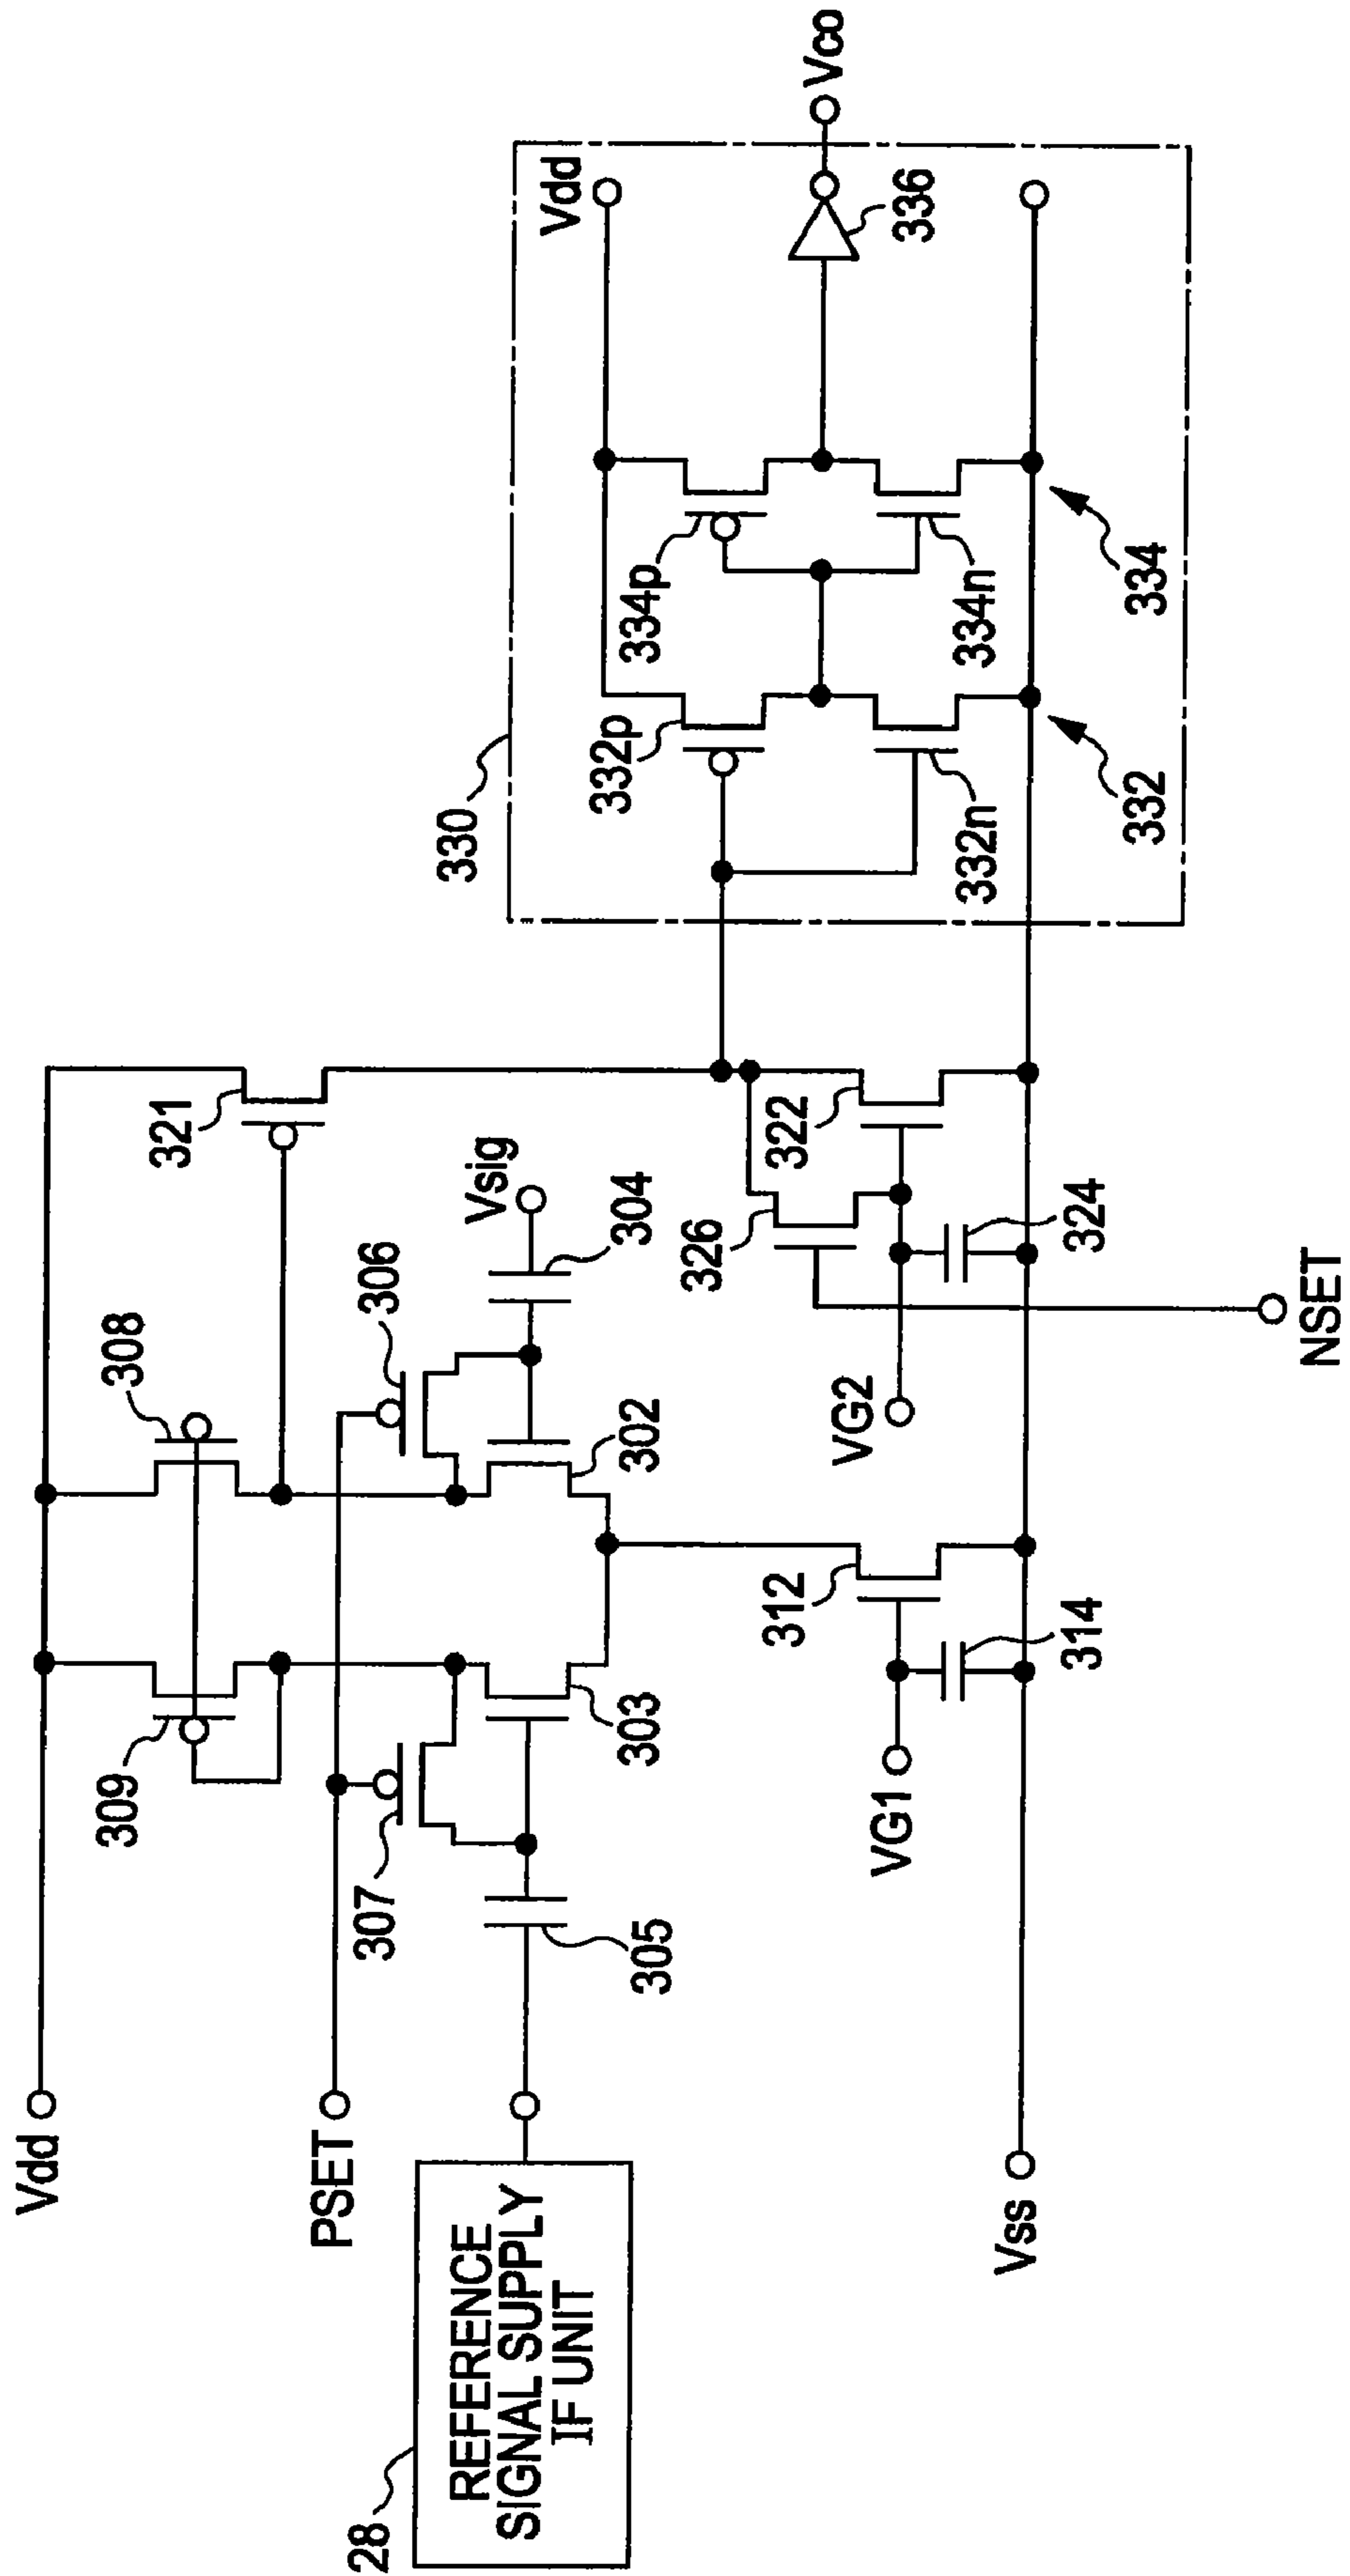 Vdd
PSET
28
REFERENCE
SIGNAL SUPPLY
IF UNIT
Vss
309
308
307
306
305
303
302
304
Vsig
321
VG1
312
314
VG2
326
322
324
NSET
330
Vdd
332p
334p
332n
334n
332
334
336
Vco